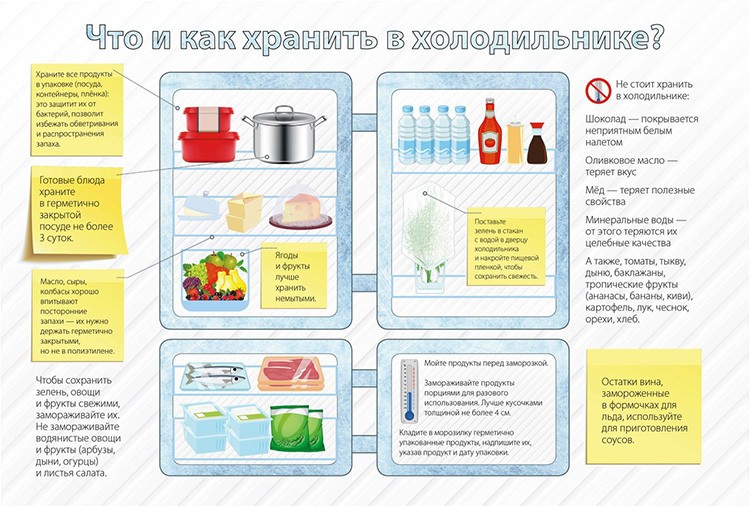 Что и как хранить в холодильнике?
Храните все продукты
в упаковке (посуда,
контейнеры, плёнка):
это защитит их от
бактерий, позволит
избежать обветривания
и распространения
запаха.
Готовые блюда
храните
в герметично
закрытой
посуде не более
3 суток.
Масло, сыры,
колбасы хорошо
впитывают
посторонние
запахи — их нужно
держать герметично
закрытыми,
но не в полиэтилене.
Чтобы сохранить
зелень, овощи
и фрукты свежими,
замораживайте их.
Не замораживайте
водянистые овощи
и фрукты (арбузы,
дыни, огурцы)
и листья салата.
Ягоды
и фрукты
лучше
хранить
немытыми.
Поставьте
зелень в стакан
с водой в дверцу
холодильника
и накройте пищевой
пленкой, чтобы
сохранить свежесть.
Мойте продукты перед заморозкой.
Замораживайте продукты
порциями для разового
использования. Лучше кусочками
толщиной не более 4 см.
Кладите в морозилку герметично
упакованные продукты, надпишите их,
указав продукт и дату упаковки.
Не стоит хранить
в холодильнике:
Шоколад — покрывается
неприятным белым
налетом
Оливковое масло —
теряет вкус
Мёд — теряет полезные
свойства
Минеральные воды —
от этого теряются их
целебные качества
А также, томаты, тыкву,
дыню, баклажаны,
тропические фрукты
(ананасы, бананы, киви),
картофель, лук, чеснок,
орехи, хлеб.
Остатки вина,
замороженные
в формочках для
льда, используйте
для приготовления
соусов.